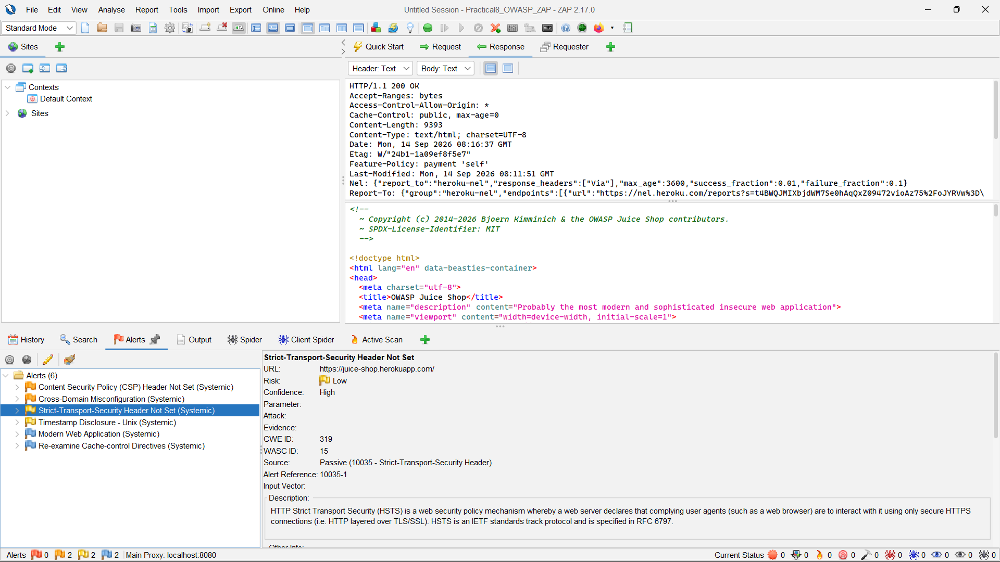 File Edit View Analyse Report Tools Import Export Online Help
Untitled Session - Practical8_OWASP_ZAP - ZAP 2.17.0
Standard Mode
Sites
Quick Start Request Response Requester
Header: Text Body: Text
Contexts
Default Context
Sites
HTTP/1.1 200 OK
Accept-Ranges: bytes
Access-Control-Allow-Origin: *
Cache-Control: public, max-age=0
Content-Length: 9393
Content-Type: text/html; charset=UTF-8
Date: Mon, 14 Sep 2026 08:16:37 GMT
Etag: W/"24b1-1a09ef8f5e7"
Feature-Policy: payment 'self'
Last-Modified: Mon, 14 Sep 2026 08:11:51 GMT
Nel: {"report_to":"heroku-nel","response_headers":["Via"],"max_age":3600,"success_fraction":0.01,"failure_fraction":0.1}
Report-To: {"group":"heroku-nel","endpoints":[{"url":"https://nel.heroku.com/reports?s=t4BWQJMIXbjdWM7Se0hAqQxZ09472vioAz75%2FoJYRVw%3D\
<!--
~ Copyright (c) 2014-2026 Bjoern Kimminich & the OWASP Juice Shop contributors.
~ SPDX-License-Identifier: MIT
-->
<!doctype html>
<html lang="en" data-beasties-container>
<head>
<meta charset="utf-8">
<title>OWASP Juice Shop</title>
<meta name="description" content="Probably the most modern and sophisticated insecure web application">
<meta name="viewport" content="width=device-width, initial-scale=1">
History Search Alerts Output Spider Client Spider Active Scan
Alerts (6)
Content Security Policy (CSP) Header Not Set (Systemic)
Cross-Domain Misconfiguration (Systemic)
Strict-Transport-Security Header Not Set (Systemic)
Timestamp Disclosure - Unix (Systemic)
Modern Web Application (Systemic)
Re-examine Cache-control Directives (Systemic)
Strict-Transport-Security Header Not Set
URL: https://juice-shop.herokuapp.com/
Risk: Low
Confidence: High
Parameter:
Attack:
Evidence:
CWE ID: 319
WASC ID: 15
Source: Passive (10035 - Strict-Transport-Security Header)
Alert Reference: 10035-1
Input Vector:
Description:
HTTP Strict Transport Security (HSTS) is a web security policy mechanism whereby a web server declares that complying user agents (such as a web browser) are to interact with it using only secure HTTPS
connections (i.e. HTTP layered over TLS/SSL). HSTS is an IETF standards track protocol and is specified in RFC 6797.
Other Info:
Alerts 0 2 2 2 Main Proxy: localhost:8080
Current Status 0 0 0 0 0 0 0 0 0 0